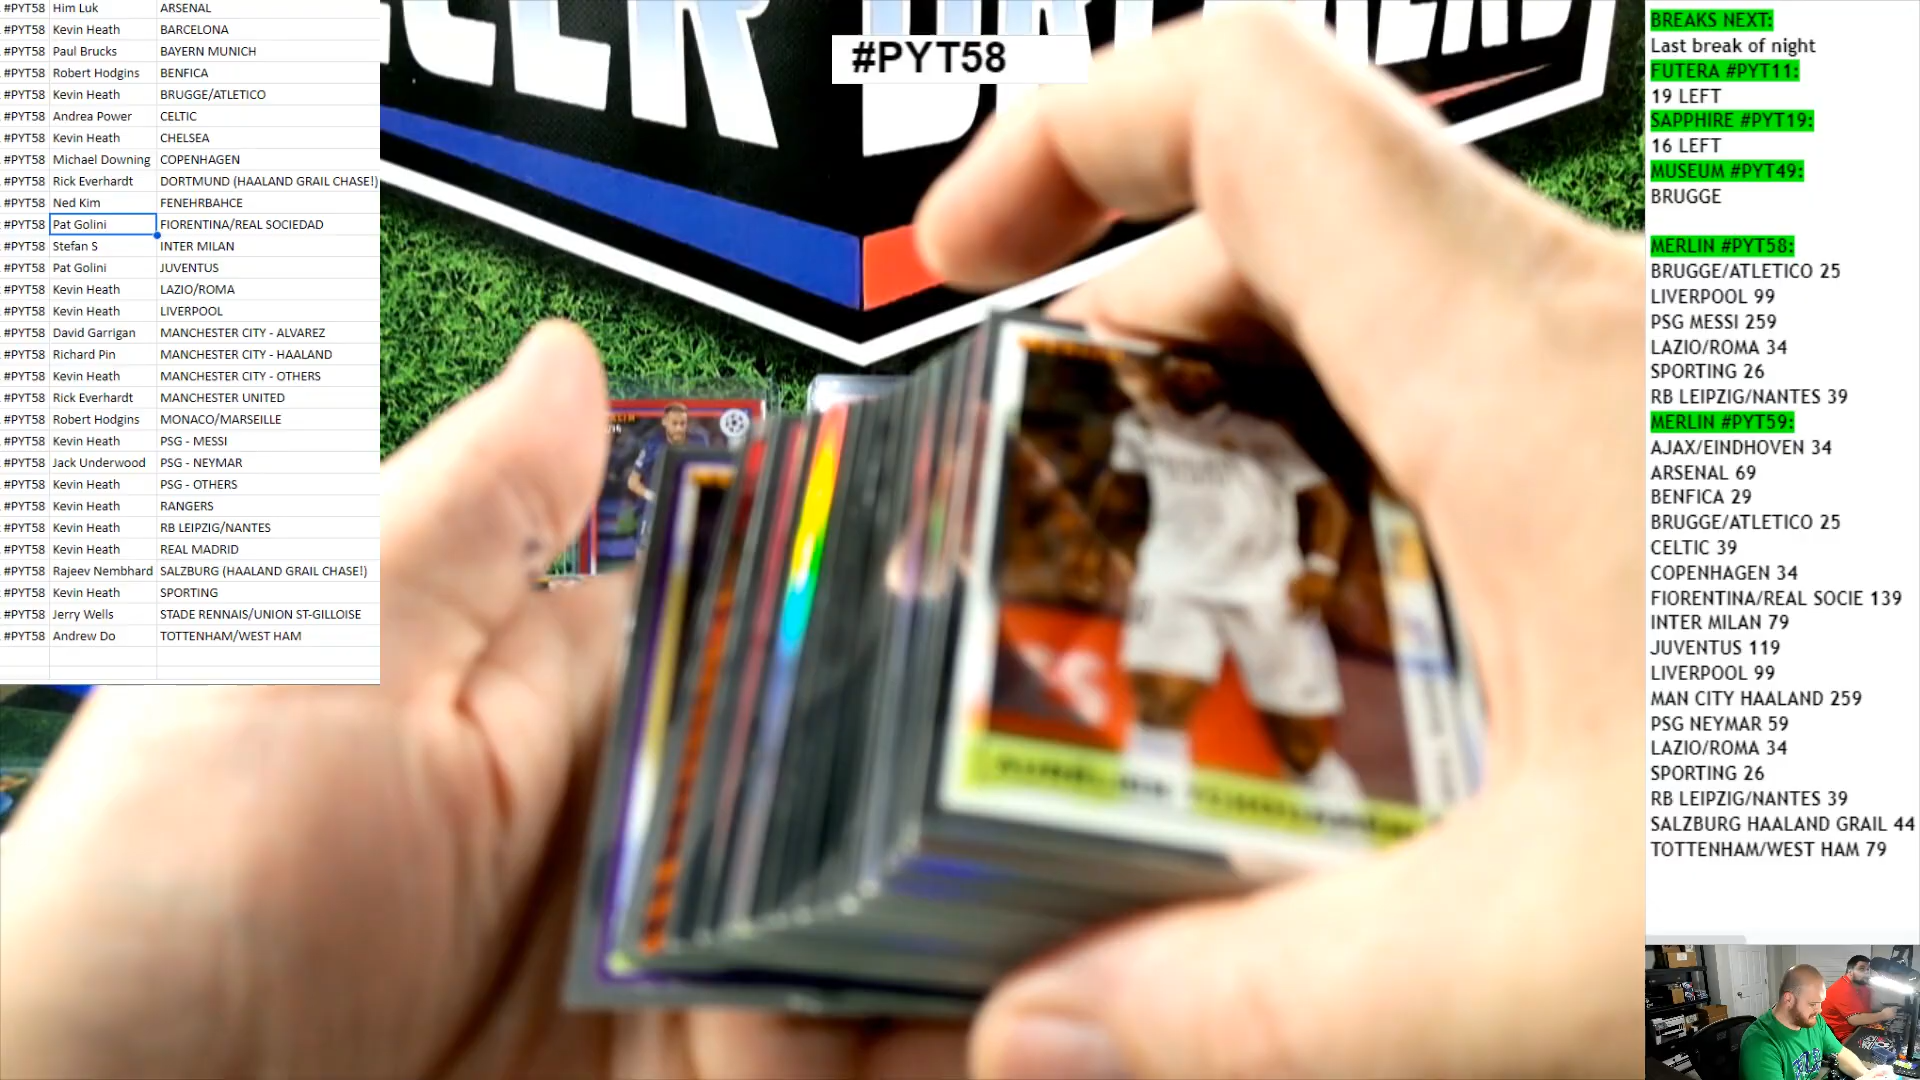 #PYT58 Him Luk ARSENAL
#PYT58 Kevin Heath BARCELONA
#PYT58 Paul Brucks BAYERN MUNICH
#PYT58 Robert Hodgins BENFICA
#PYT58 Kevin Heath BRUGGE/ATLETICO
#PYT58 Andrea Power CELTIC
#PYT58 Kevin Heath CHELSEA
#PYT58 Michael Downing COPENHAGEN
#PYT58 Rick Everhardt DORTMUND (HAALAND GRAIL CHASE!)
#PYT58 Ned Kim FENEHRBAHCE
#PYT58 Pat Golini FIORENTINA/REAL SOCIEDAD
#PYT58 Stefan S INTER MILAN
#PYT58 Pat Golini JUVENTUS
#PYT58 Kevin Heath LAZIO/ROMA
#PYT58 Kevin Heath LIVERPOOL
#PYT58 David Garrigan MANCHESTER CITY - ALVAREZ
#PYT58 Richard Pin MANCHESTER CITY - HAALAND
#PYT58 Kevin Heath MANCHESTER CITY - OTHERS
#PYT58 Rick Everhardt MANCHESTER UNITED
#PYT58 Robert Hodgins MONACO/MARSEILLE
#PYT58 Kevin Heath PSG - MESSI
#PYT58 Jack Underwood PSG - NEYMAR
#PYT58 Kevin Heath PSG - OTHERS
#PYT58 Kevin Heath RANGERS
#PYT58 Kevin Heath RB LEIPZIG/NANTES
#PYT58 Kevin Heath REAL MADRID
#PYT58 Rajeev Nembhard SALZBURG (HAALAND GRAIL CHASE!)
#PYT58 Kevin Heath SPORTING
#PYT58 Jerry Wells STADE RENNAIS/UNION ST-GILLOISE
#PYT58 Andrew Do TOTTENHAM/WEST HAM
#PYT58
BREAKS NEXT:
Last break of night
FUTERA #PYT11:
19 LEFT
SAPPHIRE #PYT19:
16 LEFT
MUSEUM #PYT49:
BRUGGE
MERLIN #PYT58:
BRUGGE/ATLETICO 25
LIVERPOOL 99
PSG MESSI 259
LAZIO/ROMA 34
SPORTING 26
RB LEIPZIG/NANTES 39
MERLIN #PYT59:
AJAX/EINDHOVEN 34
ARSENAL 69
BENFICA 29
BRUGGE/ATLETICO 25
CELTIC 39
COPENHAGEN 34
FIORENTINA/REAL SOCIE 139
INTER MILAN 79
JUVENTUS 119
LIVERPOOL 99
MAN CITY HAALAND 259
PSG NEYMAR 59
LAZIO/ROMA 34
SPORTING 26
RB LEIPZIG/NANTES 39
SALZBURG HAALAND GRAIL 44
TOTTENHAM/WEST HAM 79